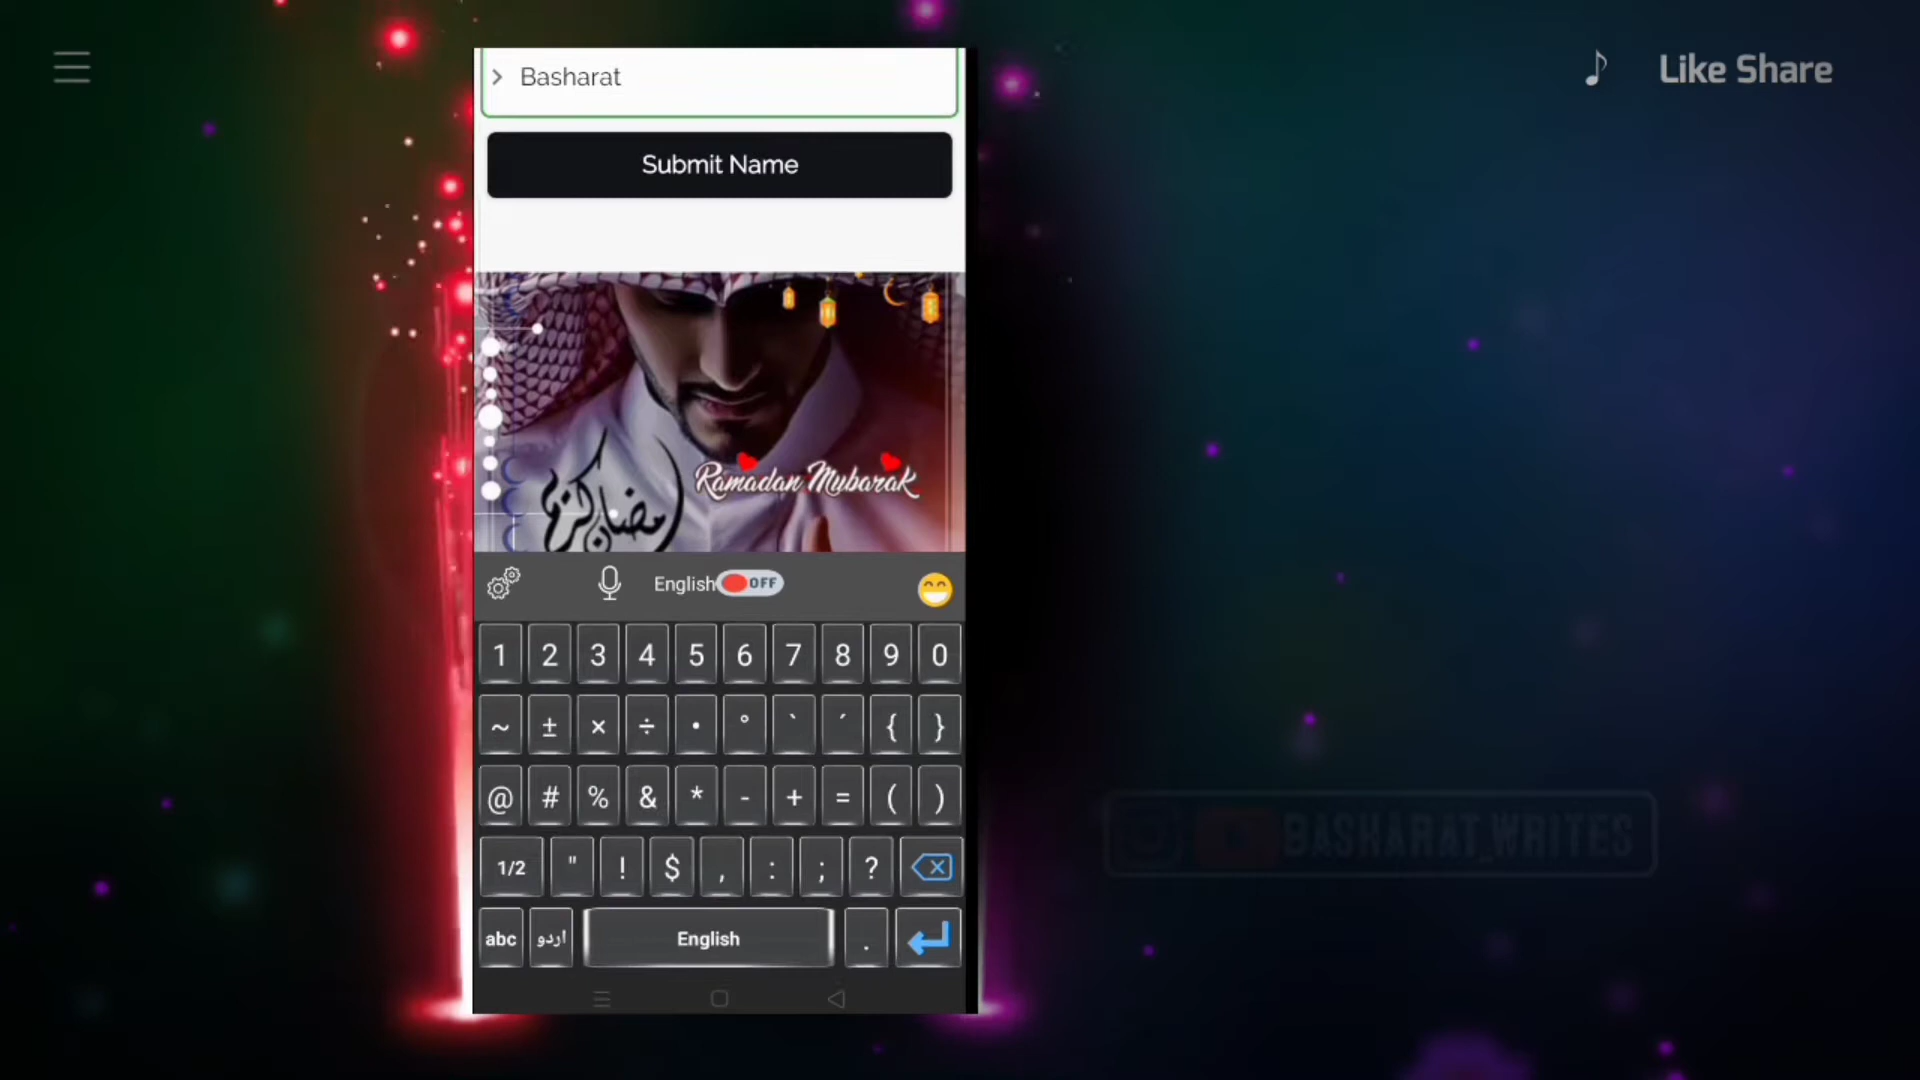 Like Share
Basharat
Submit Name
Ramadan Mubarak
رمضان كريم
English OFF
1 2 3 4 5 6 7 8 9 0
~ ± × ÷ • ° ` ´ { }
@ # % & * - + = ( )
1/2 " ! $ , : ; ?
abc اردو English .
BASHARAT_WRITES